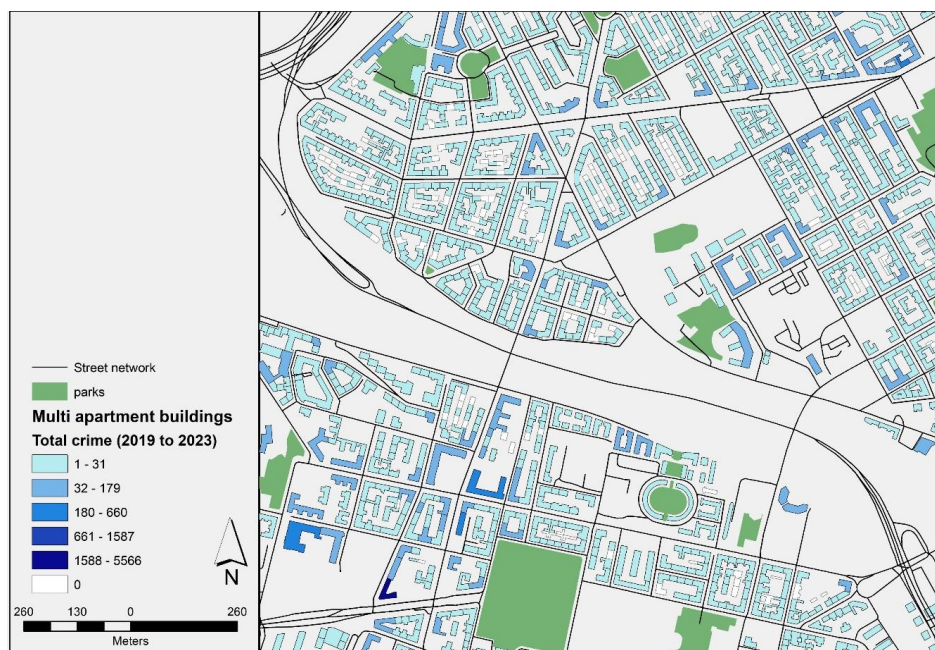 Street network
parks
Multi apartment buildings
Total crime (2019 to 2023)
1 - 31
32 - 179
180 - 660
661 - 1587
1588 - 5566
0
N
260 130 0 260
Meters